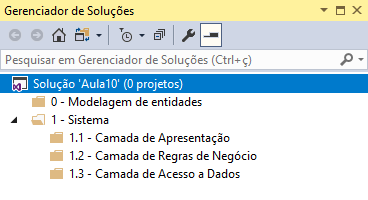 Gerenciador de Soluções
Pesquisar em Gerenciador de Soluções (Ctrl+ç)
Solução 'Aula10' (0 projetos)
0 - Modelagem de entidades
1 - Sistema
1.1 - Camada de Apresentação
1.2 - Camada de Regras de Negócio
1.3 - Camada de Acesso a Dados